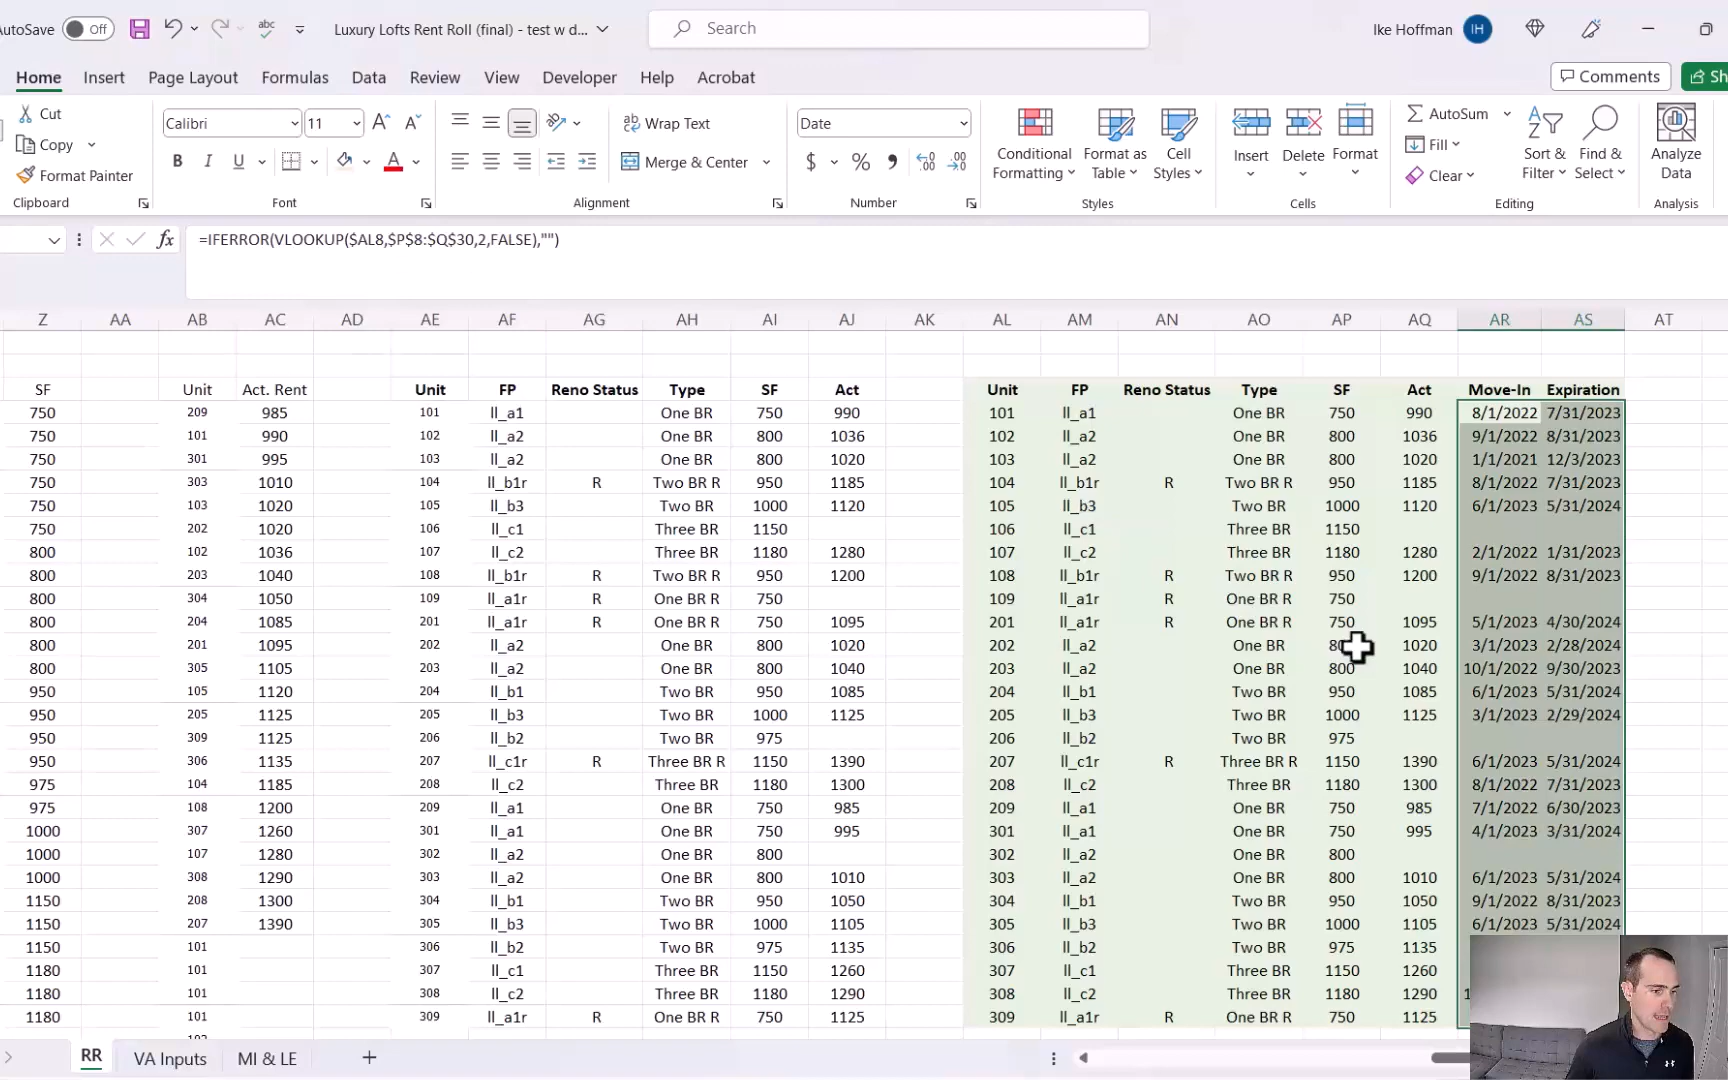 AutoSave Off abc Luxury Lofts Rent Roll (final) - test w d... Search Ike Hoffman IH
Home Insert Page Layout Formulas Data Review View Developer Help Acrobat Comments Sh
Cut
Copy
Format Painter
Clipboard
Calibri 11
B I U
Font
Wrap Text
Merge & Center
Alignment
Date
$ % 9
Number
Conditional Formatting
Format as Table
Cell Styles
Styles
Insert Delete Format
Cells
AutoSum
Fill
Clear
Sort & Filter
Find & Select
Editing
Analyze Data
Analysis
fx =IFERROR(VLOOKUP($AL8,$P$8:$Q$30,2,FALSE),"")
Z AA AB AC AD AE AF AG AH AI AJ AK AL AM AN AO AP AQ AR AS AT
SF Unit Act. Rent Unit FP Reno Status Type SF Act Unit FP Reno Status Type SF Act Move-In Expiration
750 209 985 101 ll_a1 One BR 750 990 101 ll_a1 One BR 750 990 8/1/2022 7/31/2023
750 101 990 102 ll_a2 One BR 800 1036 102 ll_a2 One BR 800 1036 9/1/2022 8/31/2023
750 301 995 103 ll_a2 One BR 800 1020 103 ll_a2 One BR 800 1020 1/1/2021 12/3/2023
750 303 1010 104 ll_b1r R Two BR R 950 1185 104 ll_b1r R Two BR R 950 1185 8/1/2022 7/31/2023
750 103 1020 105 ll_b3 Two BR 1000 1120 105 ll_b3 Two BR 1000 1120 6/1/2023 5/31/2024
750 202 1020 106 ll_c1 Three BR 1150 106 ll_c1 Three BR 1150
800 102 1036 107 ll_c2 Three BR 1180 1280 107 ll_c2 Three BR 1180 1280 2/1/2022 1/31/2023
800 203 1040 108 ll_b1r R Two BR R 950 1200 108 ll_b1r R Two BR R 950 1200 9/1/2022 8/31/2023
800 304 1050 109 ll_a1r R One BR R 750 109 ll_a1r R One BR R 750
800 204 1085 201 ll_a1r R One BR R 750 1095 201 ll_a1r R One BR R 750 1095 5/1/2023 4/30/2024
800 201 1095 202 ll_a2 One BR 800 1020 202 ll_a2 One BR 1020 3/1/2023 2/28/2024
800 305 1105 203 ll_a2 One BR 800 1040 203 ll_a2 One BR 800 1040 10/1/2022 9/30/2023
950 105 1120 204 ll_b1 Two BR 950 1085 204 ll_b1 Two BR 950 1085 6/1/2023 5/31/2024
950 205 1125 205 ll_b3 Two BR 1000 1125 205 ll_b3 Two BR 1000 1125 3/1/2023 2/29/2024
950 309 1125 206 ll_b2 Two BR 975 206 ll_b2 Two BR 975
950 306 1135 207 ll_c1r R Three BR R 1150 1390 207 ll_c1r R Three BR R 1150 1390 6/1/2023 5/31/2024
975 104 1185 208 ll_c2 Three BR 1180 1300 208 ll_c2 Three BR 1180 1300 8/1/2022 7/31/2023
975 108 1200 209 ll_a1 One BR 750 985 209 ll_a1 One BR 750 985 7/1/2022 6/30/2023
1000 307 1260 301 ll_a1 One BR 750 995 301 ll_a1 One BR 750 995 4/1/2023 3/31/2024
1000 107 1280 302 ll_a2 One BR 800 302 ll_a2 One BR 800
1000 308 1290 303 ll_a2 One BR 800 1010 303 ll_a2 One BR 800 1010 6/1/2023 5/31/2024
1150 208 1300 304 ll_b1 Two BR 950 1050 304 ll_b1 Two BR 950 1050 9/1/2022 8/31/2023
1150 207 1390 305 ll_b3 Two BR 1000 1105 305 ll_b3 Two BR 1000 1105 6/1/2023 5/31/2024
1150 101 306 ll_b2 Two BR 975 1135 306 ll_b2 Two BR 975 1135
1180 101 307 ll_c1 Three BR 1150 1260 307 ll_c1 Three BR 1150 1260
1180 101 308 ll_c2 Three BR 1180 1290 308 ll_c2 Three BR 1180 1290
1180 101 309 ll_a1r R One BR R 750 1125 309 ll_a1r R One BR R 750 1125
RR VA Inputs MI & LE